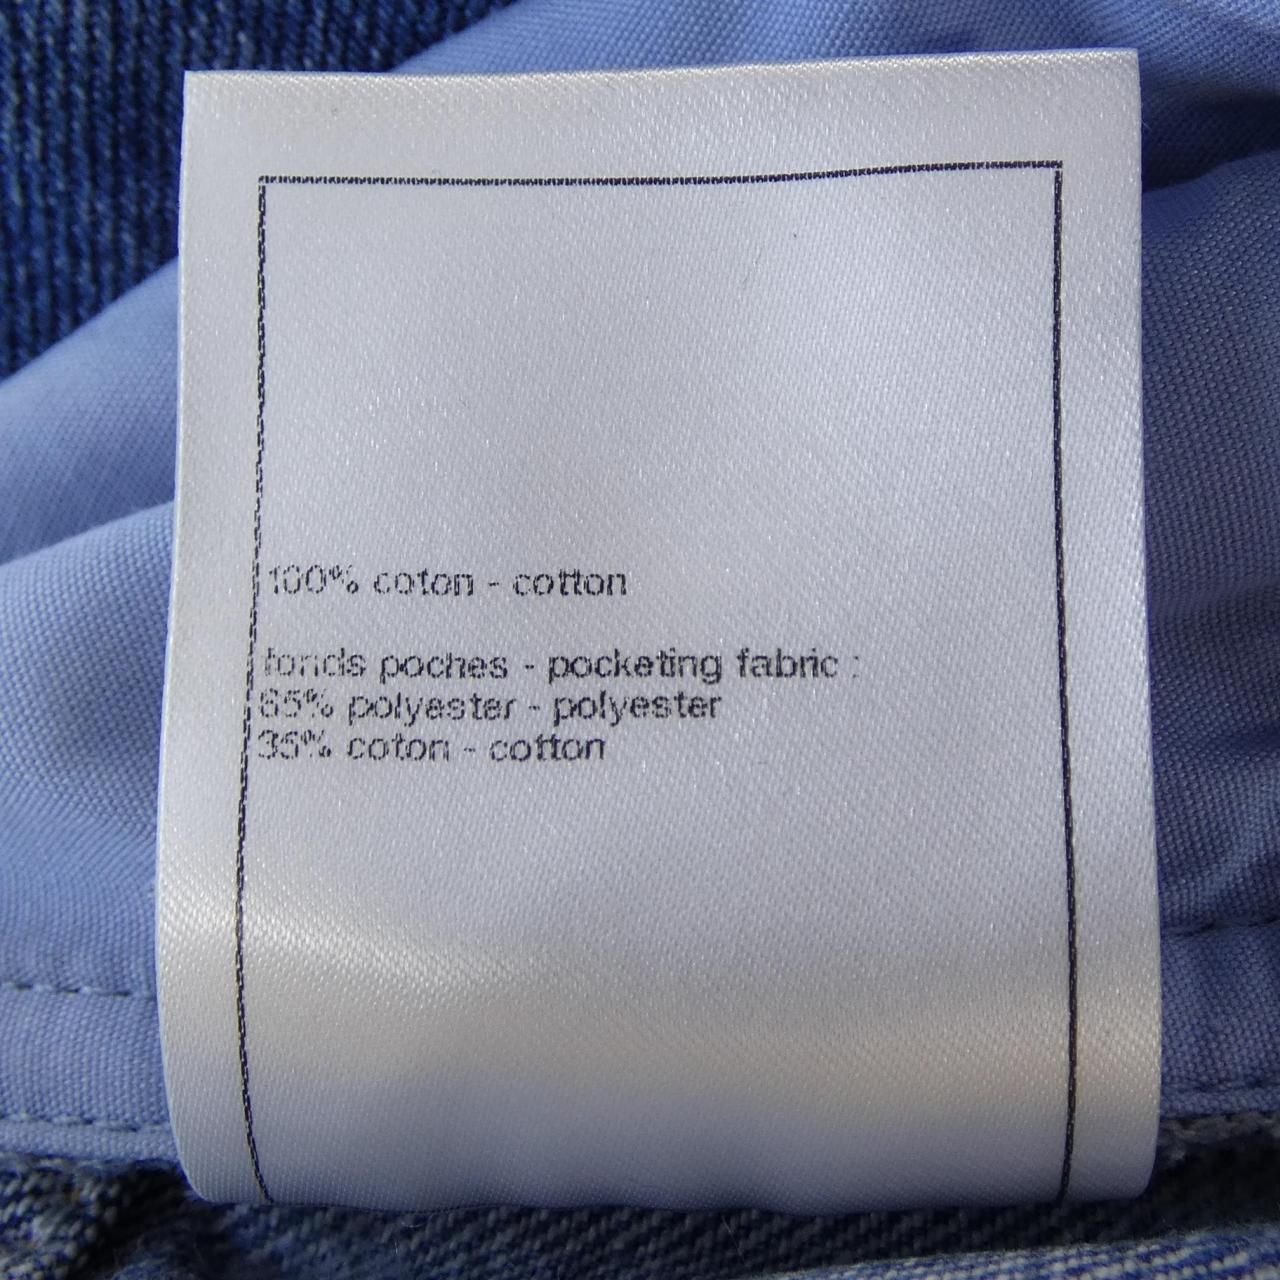 100% coton - cotton
fonds poches - pocketing fabric :
65% polyester - polyester
35% coton - cotton